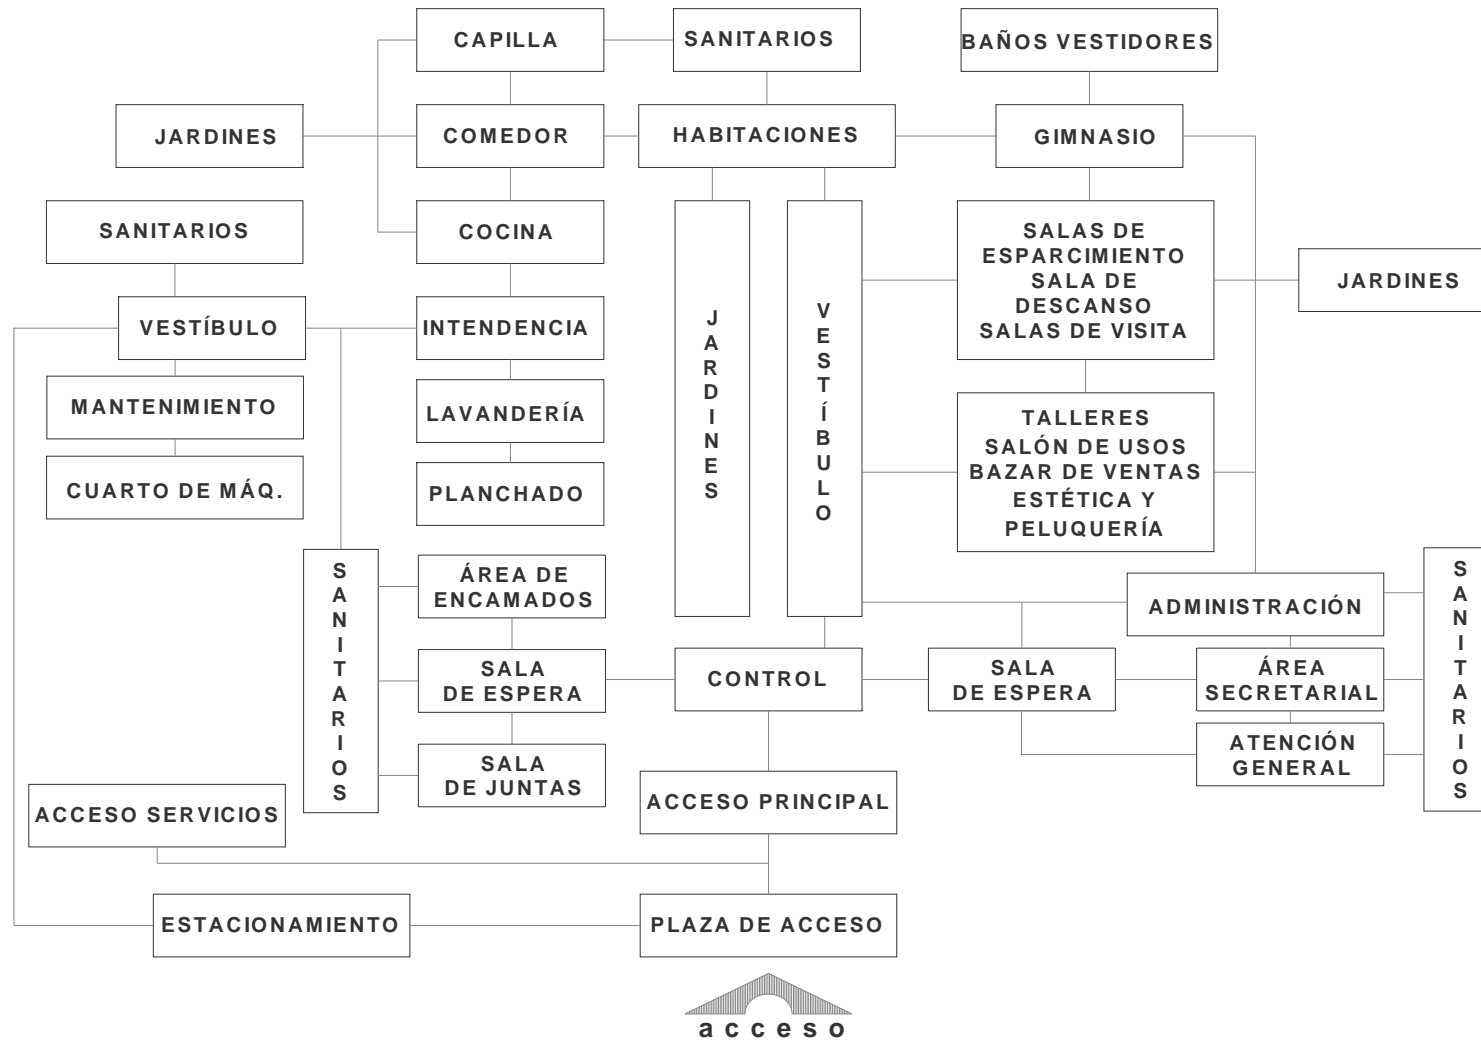 CAPILLA
SANITARIOS
BAÑOS VESTIDORES
JARDINES
COMEDOR
HABITACIONES
GIMNASIO
SANITARIOS
COCINA
SALAS DE
ESPARCIMIENTO
SALA DE
DESCANSO
SALAS DE VISITA
JARDINES
VESTÍBULO
INTENDENCIA
JARDINES
VESTÍBULO
MANTENIMIENTO
LAVANDERÍA
TALLERES
SALÓN DE USOS
BAZAR DE VENTAS
ESTÉTICA Y
PELUQUERÍA
CUARTO DE MÁQ.
PLANCHADO
SANITARIOS
ÁREA DE
ENCAMADOS
ADMINISTRACIÓN
SANITARIOS
SALA
DE ESPERA
CONTROL
SALA
DE ESPERA
ÁREA
SECRETARIAL
SALA
DE JUNTAS
ATENCIÓN
GENERAL
ACCESO SERVICIOS
ACCESO PRINCIPAL
ESTACIONAMIENTO
PLAZA DE ACCESO
acceso